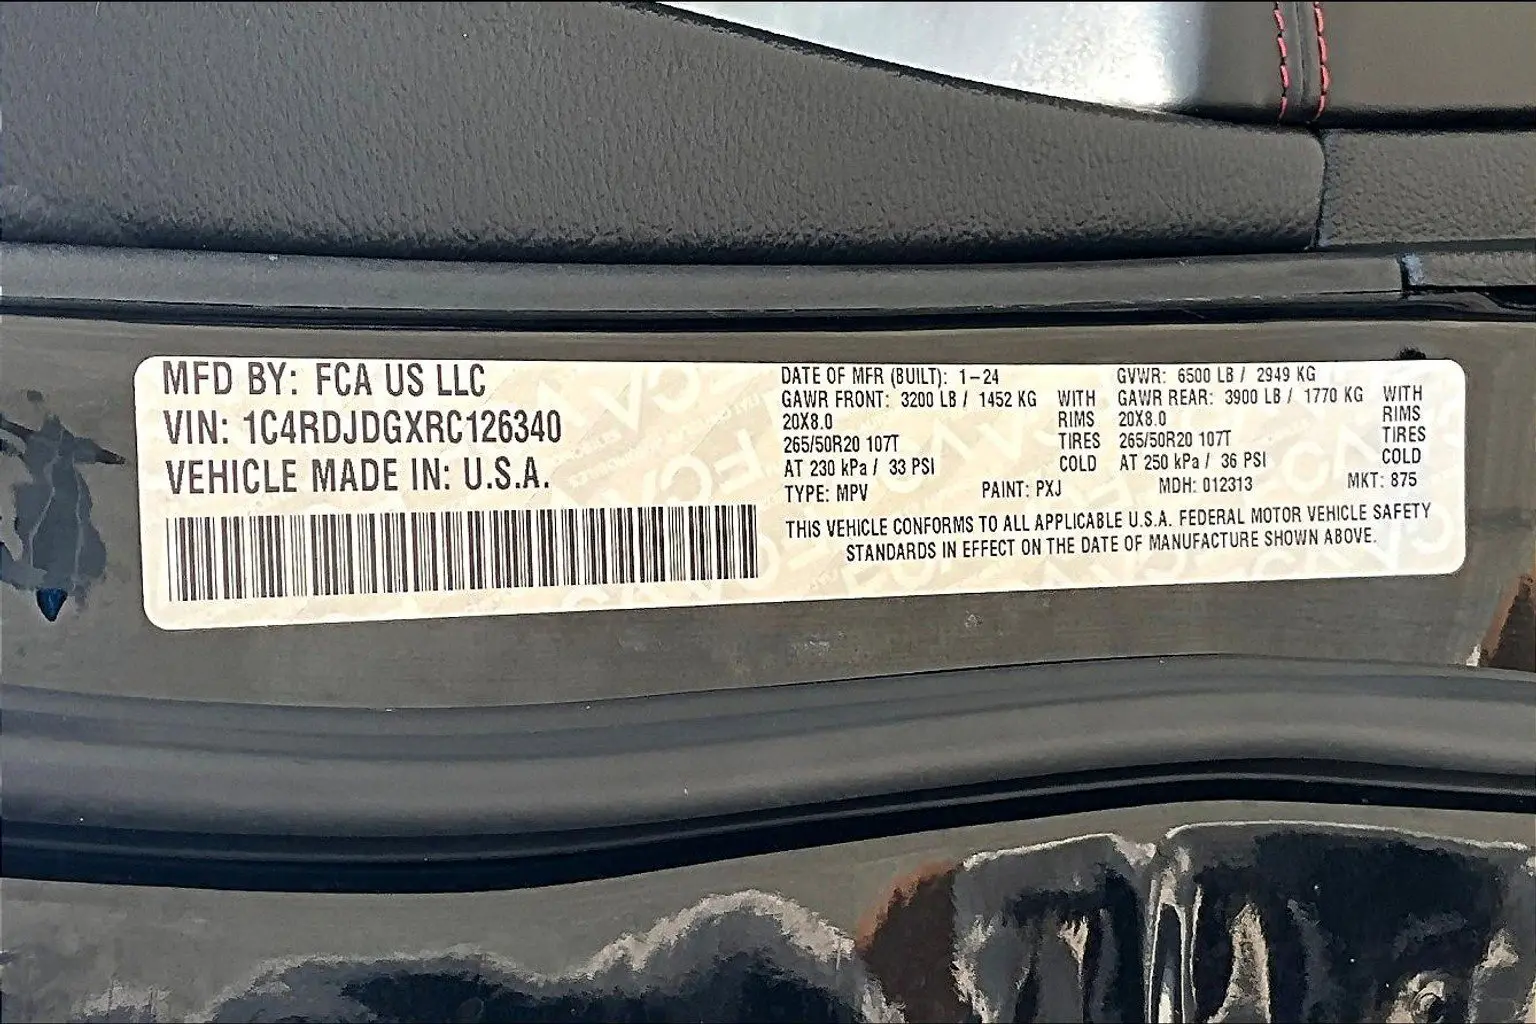 MFD BY: FCA US LLC
VIN: 1C4RDJDGXRC126340
VEHICLE MADE IN: U.S.A.
DATE OF MFR (BUILT): 1-24
GAWR FRONT: 3200 LB / 1452 KG WITH
20X8.0 RIMS
265/50R20 107T TIRES
AT 230 kPa / 33 PSI COLD
GVWR: 6500 LB / 2949 KG
GAWR REAR: 3900 LB / 1770 KG WITH
20X8.0 RIMS
265/50R20 107T TIRES
AT 250 kPa / 36 PSI COLD
TYPE: MPV PAINT: PXJ MDH: 012313 MKT: 875
THIS VEHICLE CONFORMS TO ALL APPLICABLE U.S.A. FEDERAL MOTOR VEHICLE SAFETY
STANDARDS IN EFFECT ON THE DATE OF MANUFACTURE SHOWN ABOVE.